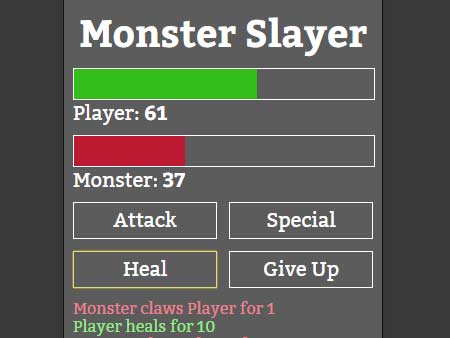 Monster Slayer
Player: 61
Monster: 37
Attack
Special
Heal
Give Up
Monster claws Player for 1
Player heals for 10